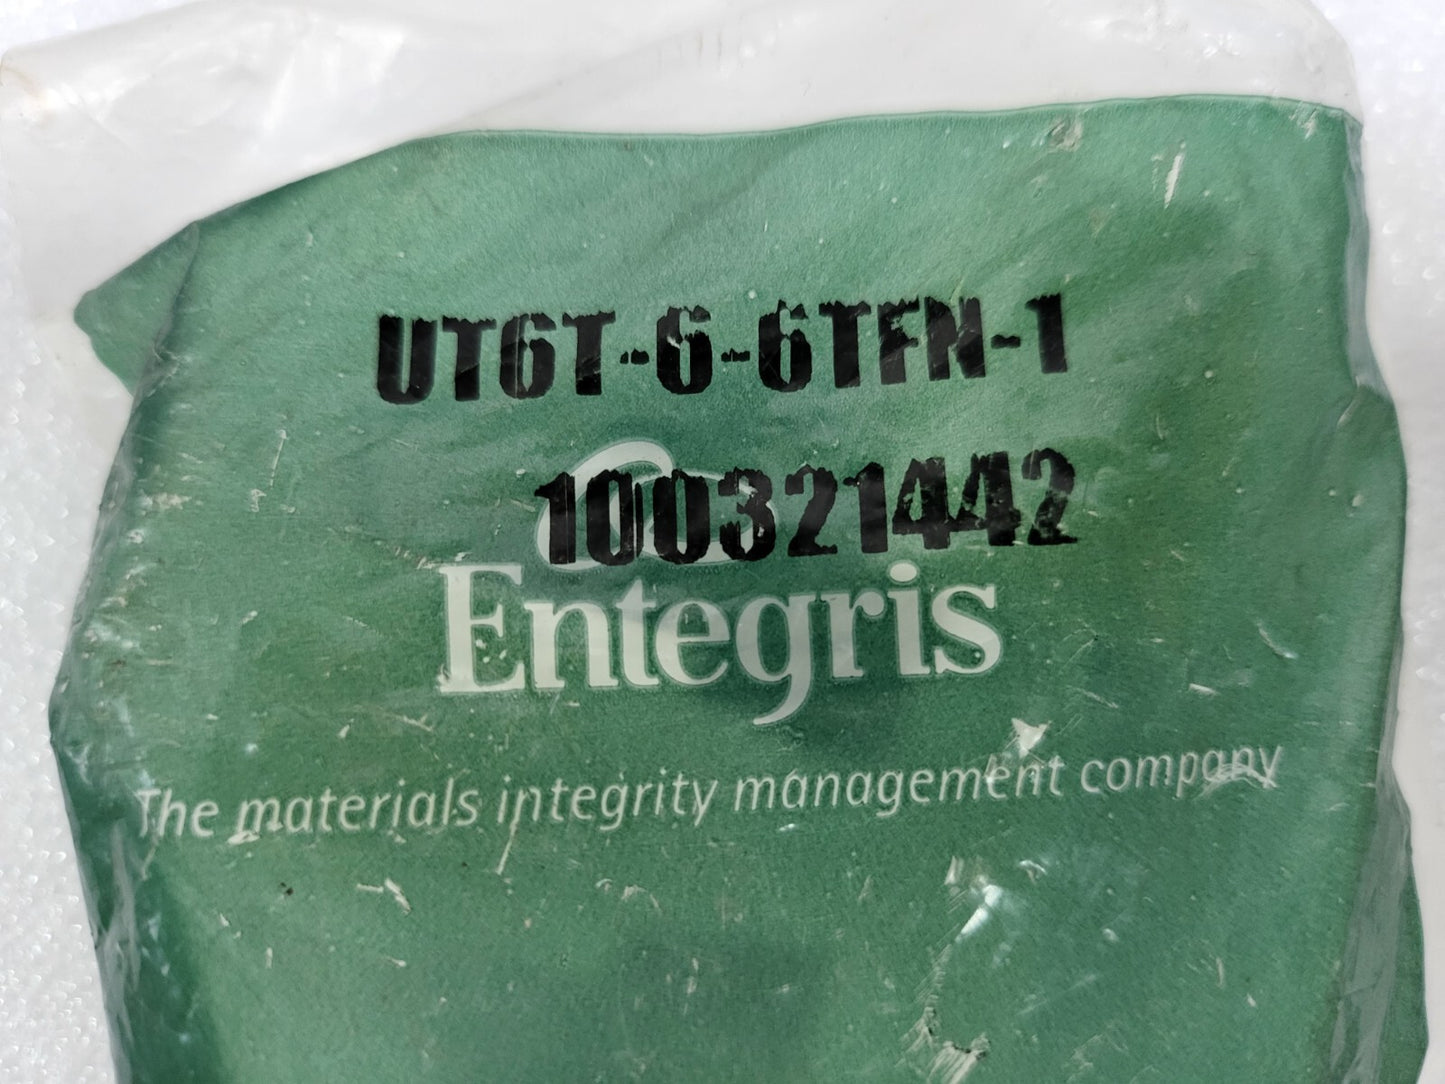 UT6T-6-6TFN-1
100321442
Entegris
The materials integrity management company